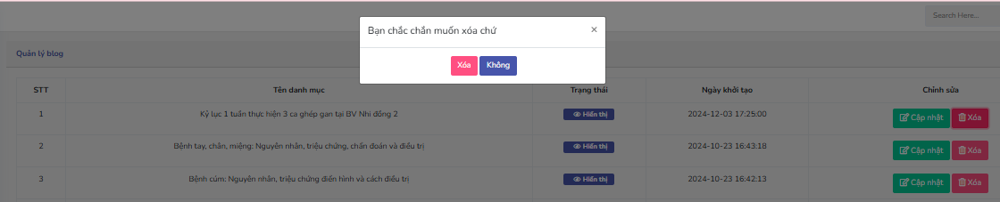 Search Here...
Bạn chắc chắn muốn xóa chứ ×
Xóa Không
Quản lý blog
STT Tên danh mục Trạng thái Ngày khởi tạo Chỉnh sửa
1 Kỷ lục 1 tuần thực hiện 3 ca ghép gan tại BV Nhi đồng 2 Hiển thị 2024-12-03 17:25:00 Cập nhật Xóa
2 Bệnh tay, chân, miệng: Nguyên nhân, triệu chứng, chẩn đoán và điều trị Hiển thị 2024-10-23 16:43:18 Cập nhật Xóa
3 Bệnh cúm: Nguyên nhân, triệu chứng điển hình và cách điều trị Hiển thị 2024-10-23 16:42:13 Cập nhật Xóa